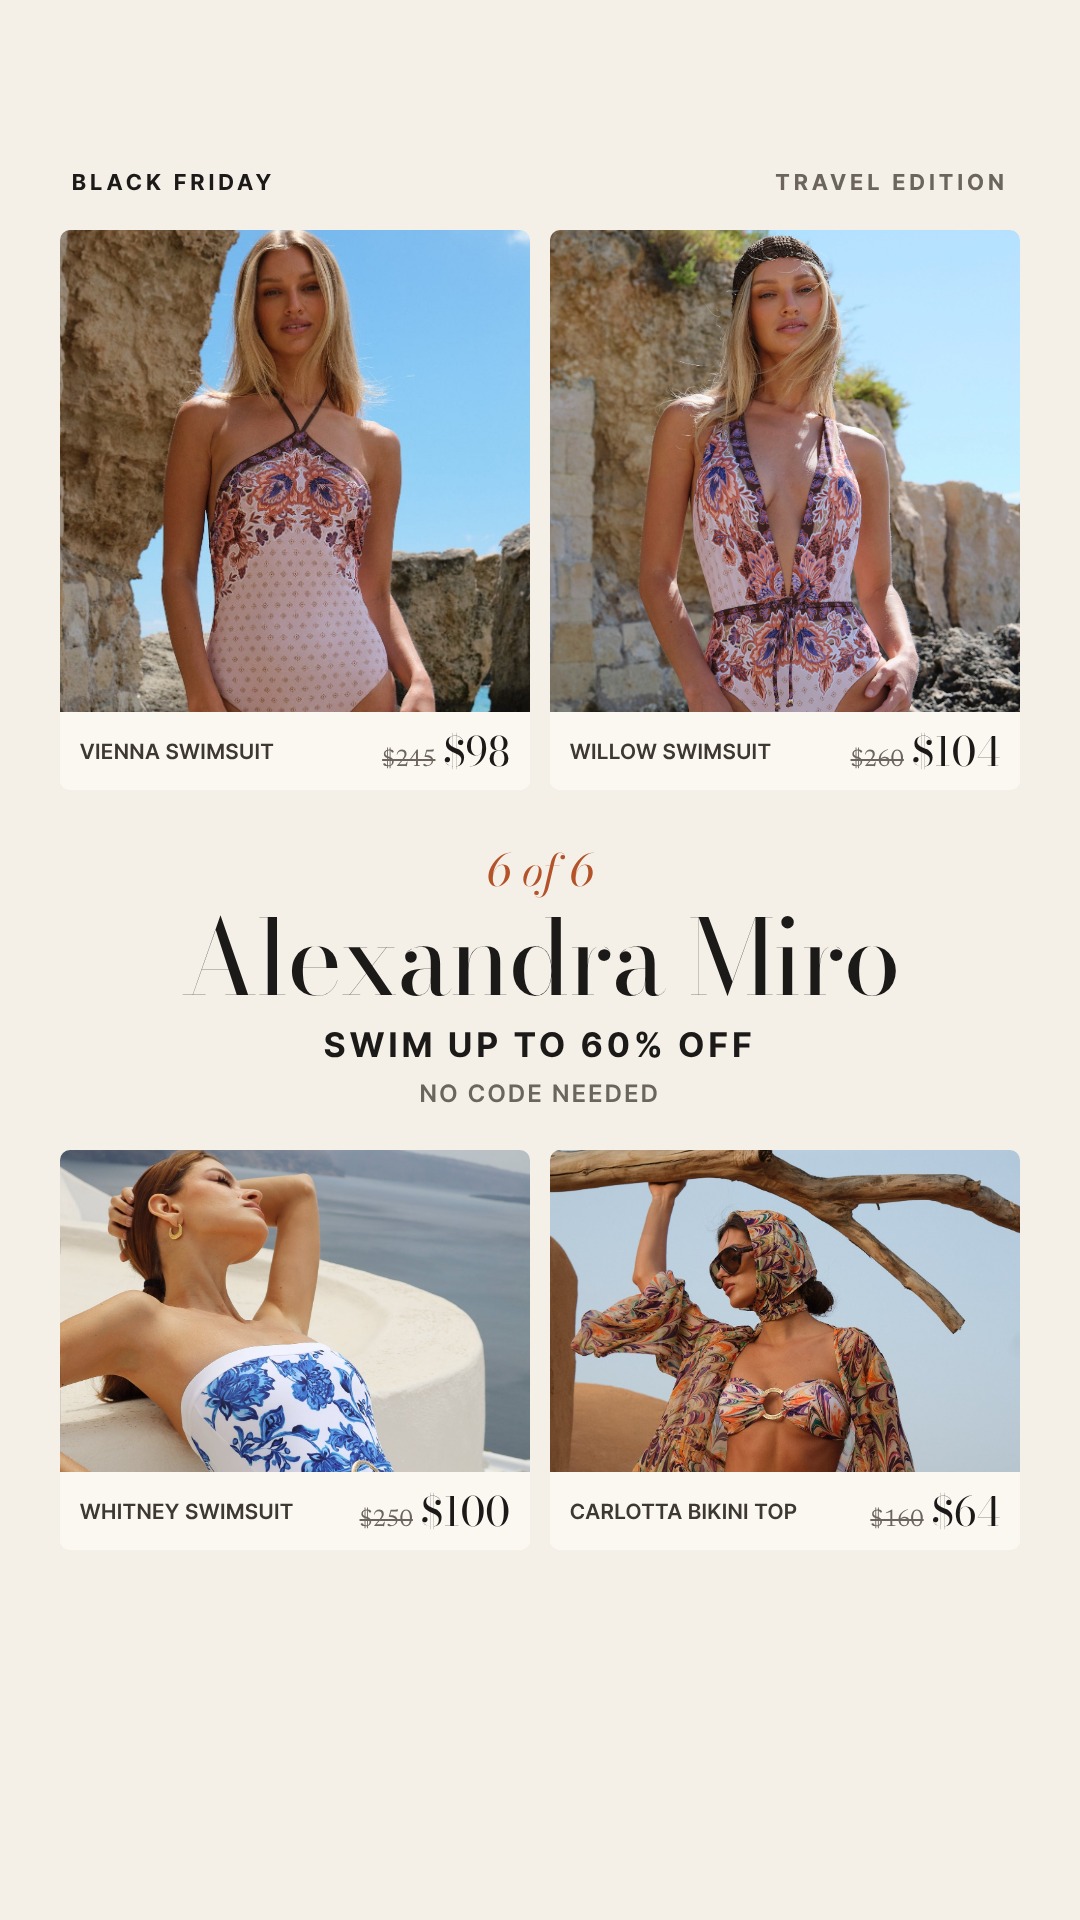 BLACK FRIDAY
TRAVEL EDITION
VIENNA SWIMSUIT $245 $98
WILLOW SWIMSUIT $260 $104
6 of 6
Alexandra Miro
SWIM UP TO 60% OFF
NO CODE NEEDED
WHITNEY SWIMSUIT $250 $100
CARLOTTA BIKINI TOP $160 $64